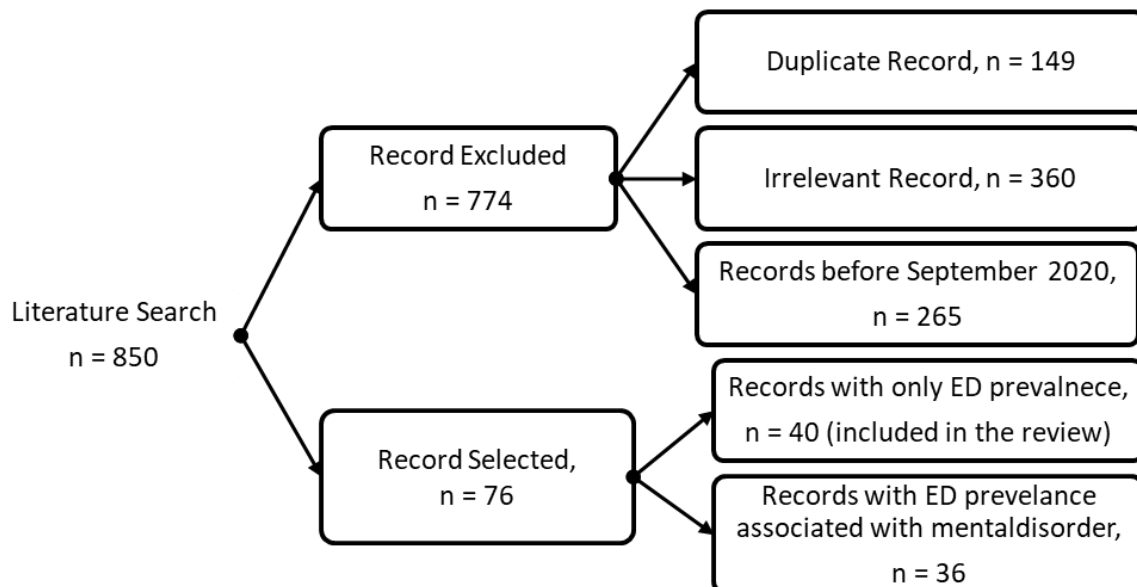 Literature Search
n = 850
Record Excluded
n = 774
Duplicate Record, n = 149
Irrelevant Record, n = 360
Records before September 2020,
n = 265
Record Selected,
n = 76
Records with only ED prevalnece,
n = 40 (included in the review)
Records with ED prevelance
associated with mentaldisorder,
n = 36